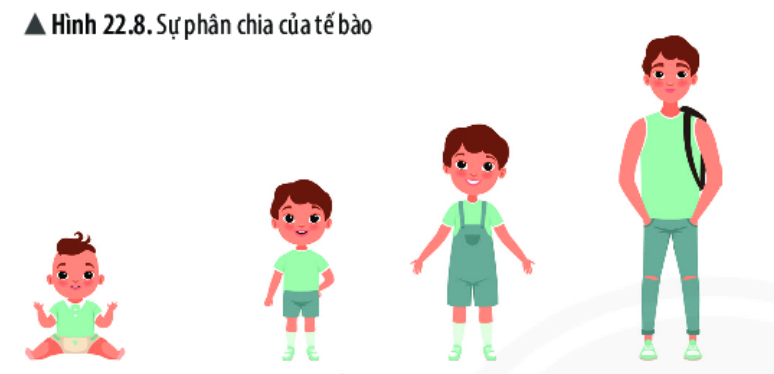 ▲ Hình 22.8. Sự phân chia của tế bào